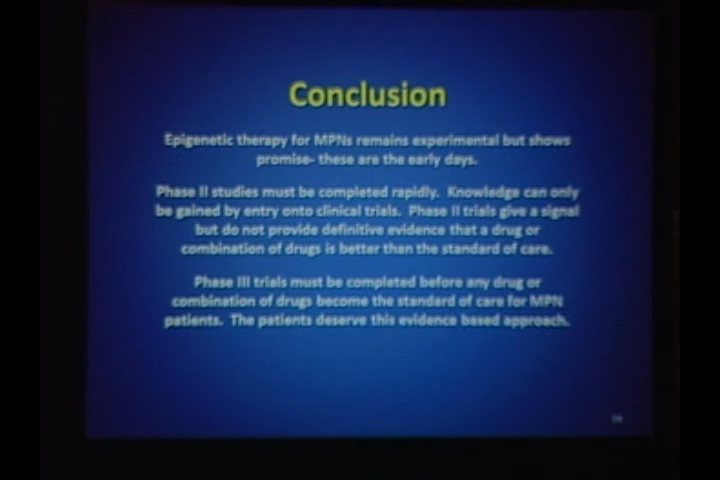 Conclusion
Epigenetic therapy for MPNs remains experimental but shows
promise- these are the early days.
Phase II studies must be completed rapidly. Knowledge can only
be gained by entry onto clinical trials. Phase II trials give a signal
but do not provide definitive evidence that a drug or
combination of drugs is better than the standard of care.
Phase III trials must be completed before any drug or
combination of drugs become the standard of care for MPN
patients. The patients deserve this evidence based approach.